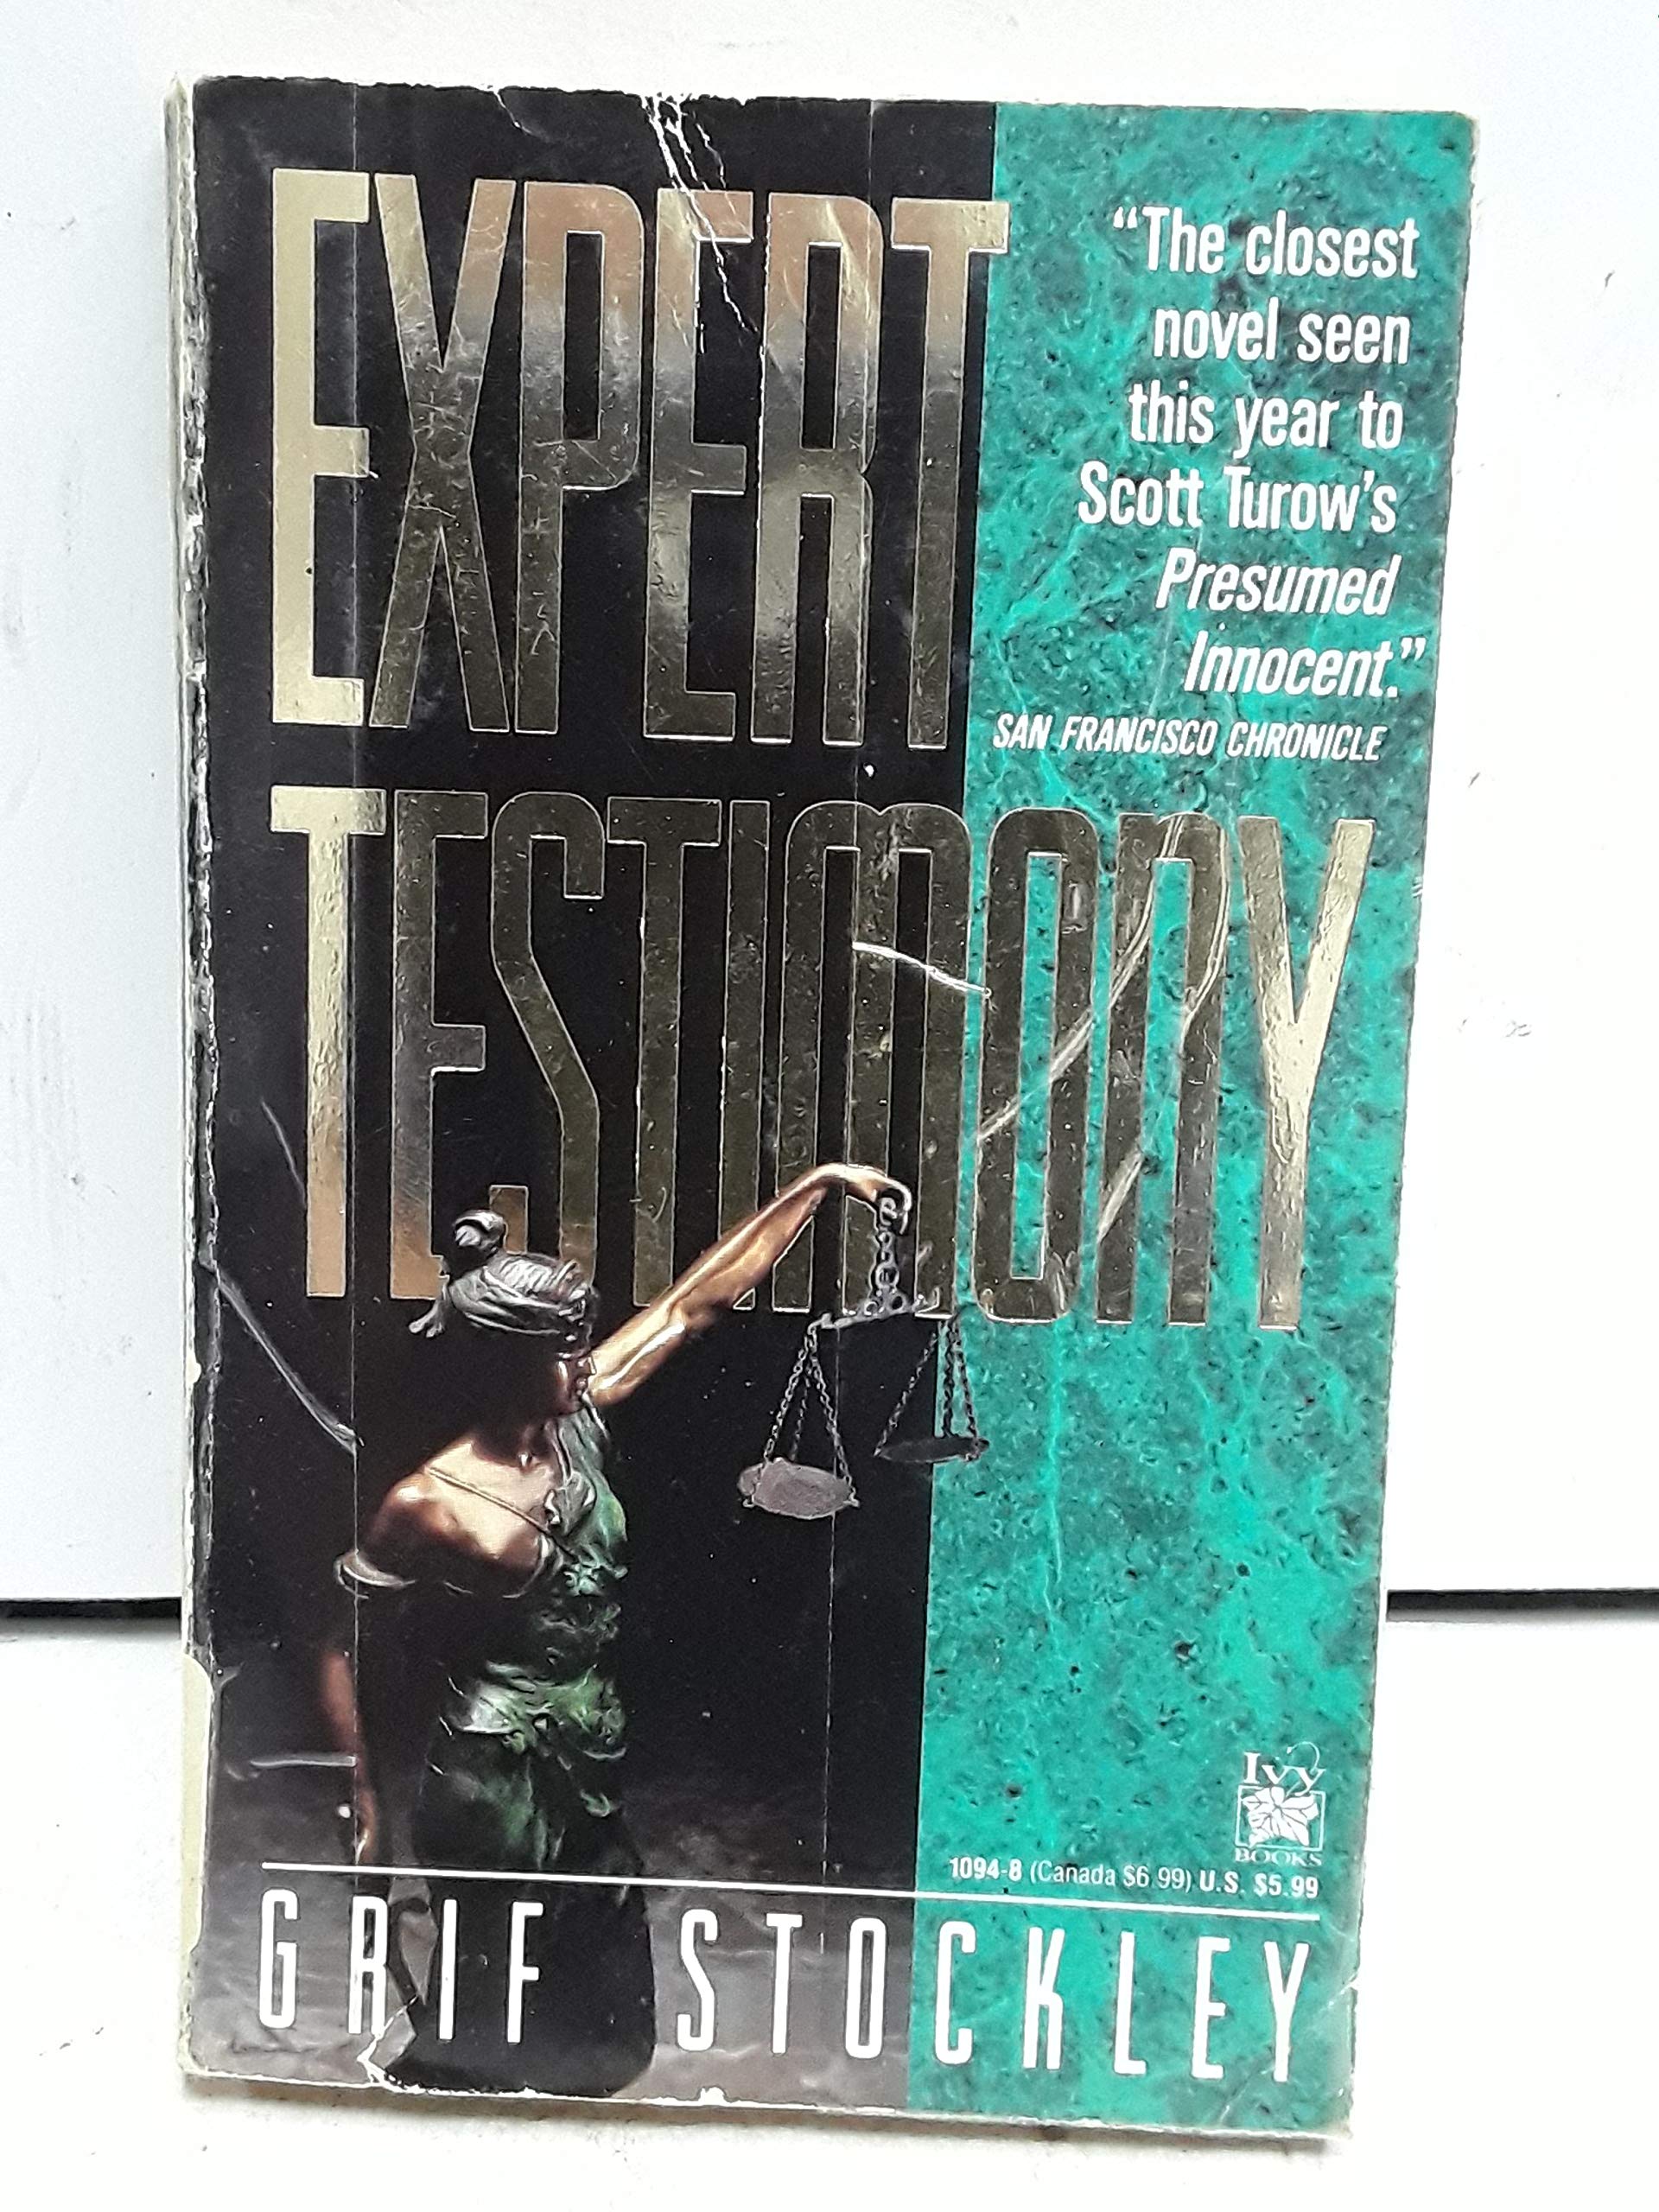 EXPERT
TESTIMONY
“The closest
novel seen
this year to
Scott Turow’s
Presumed
Innocent.”
SAN FRANCISCO CHRONICLE
Ivy
BOOKS
1094-8 (Canada $6.99) U.S. $5.99
GRIF STOCKLEY